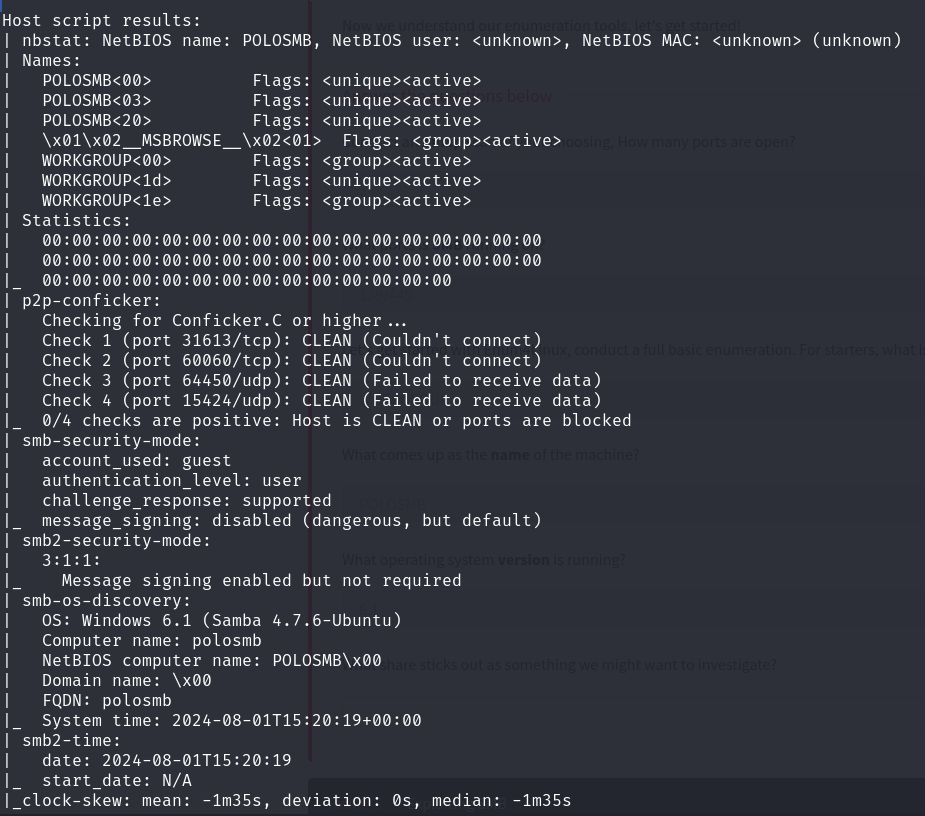 Host script results:
| nbstat: NetBIOS name: POLOSMB, NetBIOS user: <unknown>, NetBIOS MAC: <unknown> (unknown)
| Names:
|   POLOSMB<00>          Flags: <unique><active>
|   POLOSMB<03>          Flags: <unique><active>
|   POLOSMB<20>          Flags: <unique><active>
|   \x01\x02__MSBROWSE__\x02<01>  Flags: <group><active>
|   WORKGROUP<00>        Flags: <group><active>
|   WORKGROUP<1d>        Flags: <unique><active>
|   WORKGROUP<1e>        Flags: <group><active>
| Statistics:
|   00:00:00:00:00:00:00:00:00:00:00:00:00:00:00:00:00
|   00:00:00:00:00:00:00:00:00:00:00:00:00:00:00:00:00
|_  00:00:00:00:00:00:00:00:00:00:00:00:00:00
| p2p-conficker:
|   Checking for Conficker.C or higher...
|   Check 1 (port 31613/tcp): CLEAN (Couldn't connect)
|   Check 2 (port 60060/tcp): CLEAN (Couldn't connect)
|   Check 3 (port 64450/udp): CLEAN (Failed to receive data)
|   Check 4 (port 15424/udp): CLEAN (Failed to receive data)
|_  0/4 checks are positive: Host is CLEAN or ports are blocked
| smb-security-mode:
|   account_used: guest
|   authentication_level: user
|   challenge_response: supported
|_  message_signing: disabled (dangerous, but default)
| smb2-security-mode:
|   3:1:1:
|_    Message signing enabled but not required
| smb-os-discovery:
|   OS: Windows 6.1 (Samba 4.7.6-Ubuntu)
|   Computer name: polosmb
|   NetBIOS computer name: POLOSMB\x00
|   Domain name: \x00
|   FQDN: polosmb
|_  System time: 2024-08-01T15:20:19+00:00
| smb2-time:
|   date: 2024-08-01T15:20:19
|_  start_date: N/A
|_clock-skew: mean: -1m35s, deviation: 0s, median: -1m35s
Now we understand our enumeration tools, let's get started!
below
hoosing, How many ports are open?
conduct a full basic enumeration. For starters, what is
What comes up as the name of the machine?
POLOSMB
What operating system version is running?
share sticks out as something we might want to investigate?